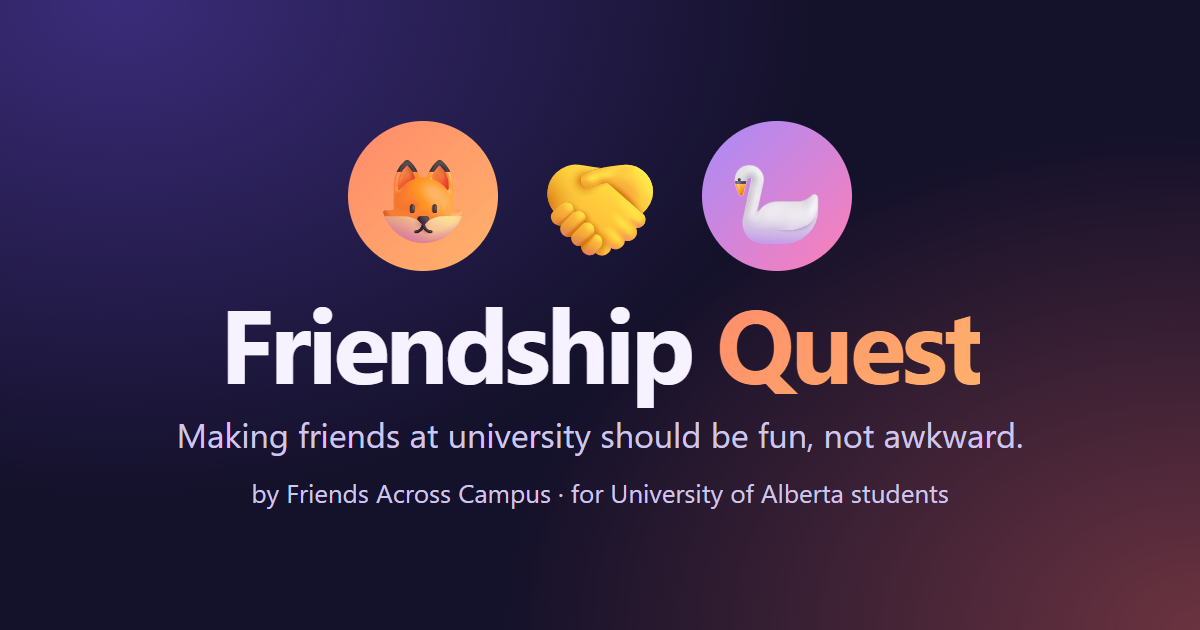 Friendship Quest
Making friends at university should be fun, not awkward.
by Friends Across Campus · for University of Alberta students